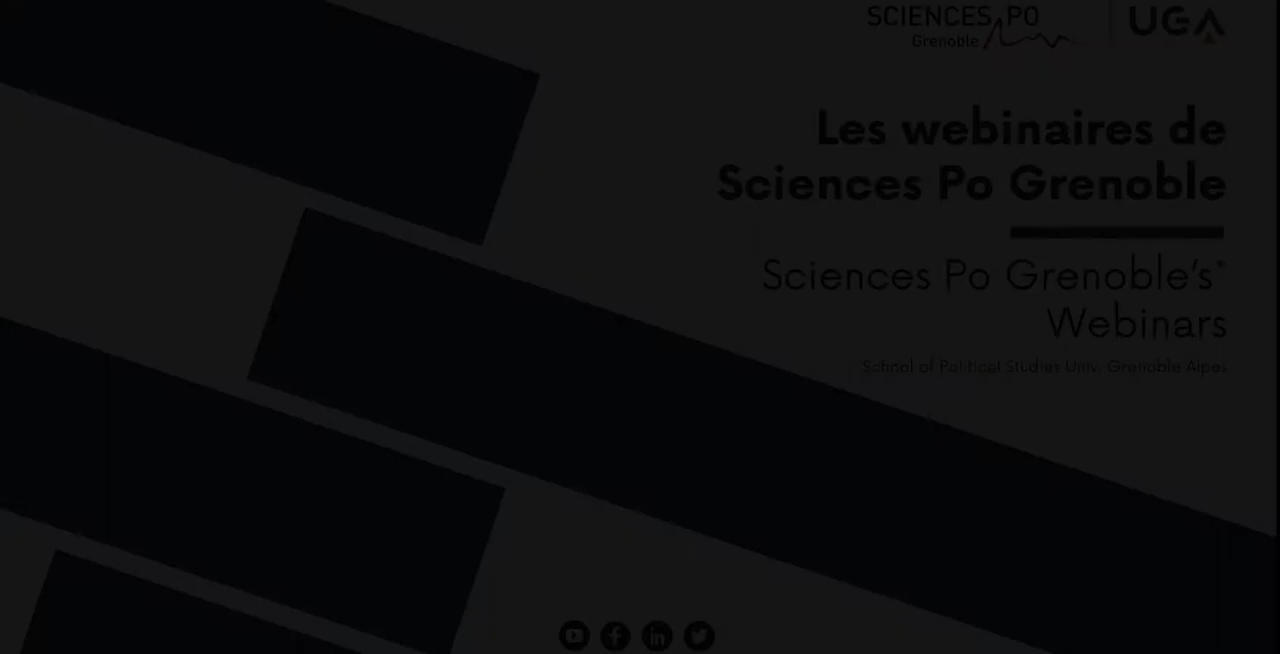 SCIENCES PO
Grenoble
UGA
Les webinaires de
Sciences Po Grenoble
Sciences Po Grenoble's*
Webinars
School of Political Studies Univ. Grenoble Alpes